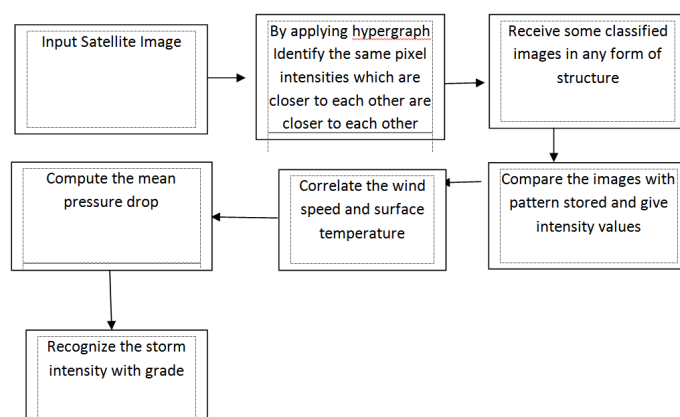 Input Satellite Image
By applying hypergraph
Identify the same pixel
intensities which are
closer to each other are
closer to each other
Receive some classified
images in any form of
structure
Compare the images with
pattern stored and give
intensity values
Correlate the wind
speed and surface
temperature
Compute the mean
pressure drop
Recognize the storm
intensity with grade